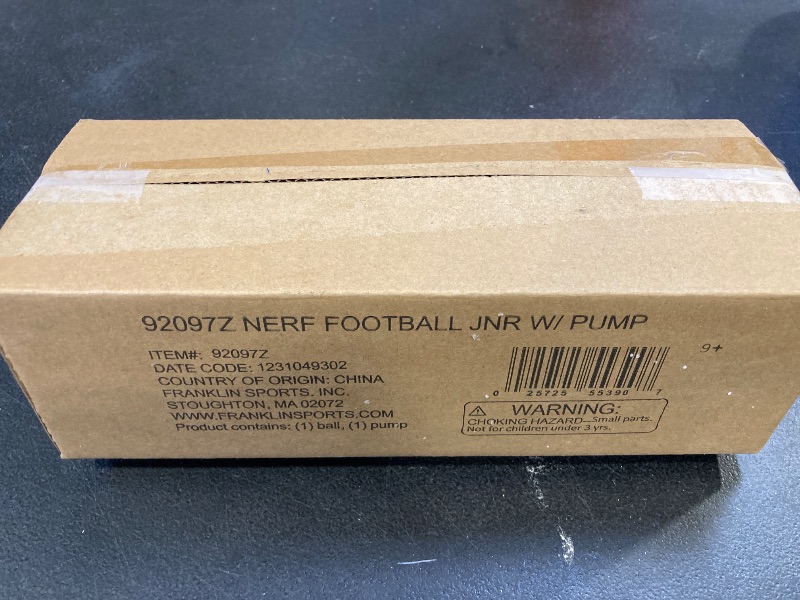 92097Z NERF FOOTBALL JNR W/ PUMP
9+
ITEM#: 92097Z
DATE CODE: 1231049302
COUNTRY OF ORIGIN: CHINA
FRANKLIN SPORTS, INC.
STOUGHTON, MA 02072
WWW.FRANKLINSPORTS.COM
Product contains: (1) ball, (1) pump
0 25725 55390 7
WARNING:
CHOKING HAZARD—Small parts.
Not for children under 3 yrs.